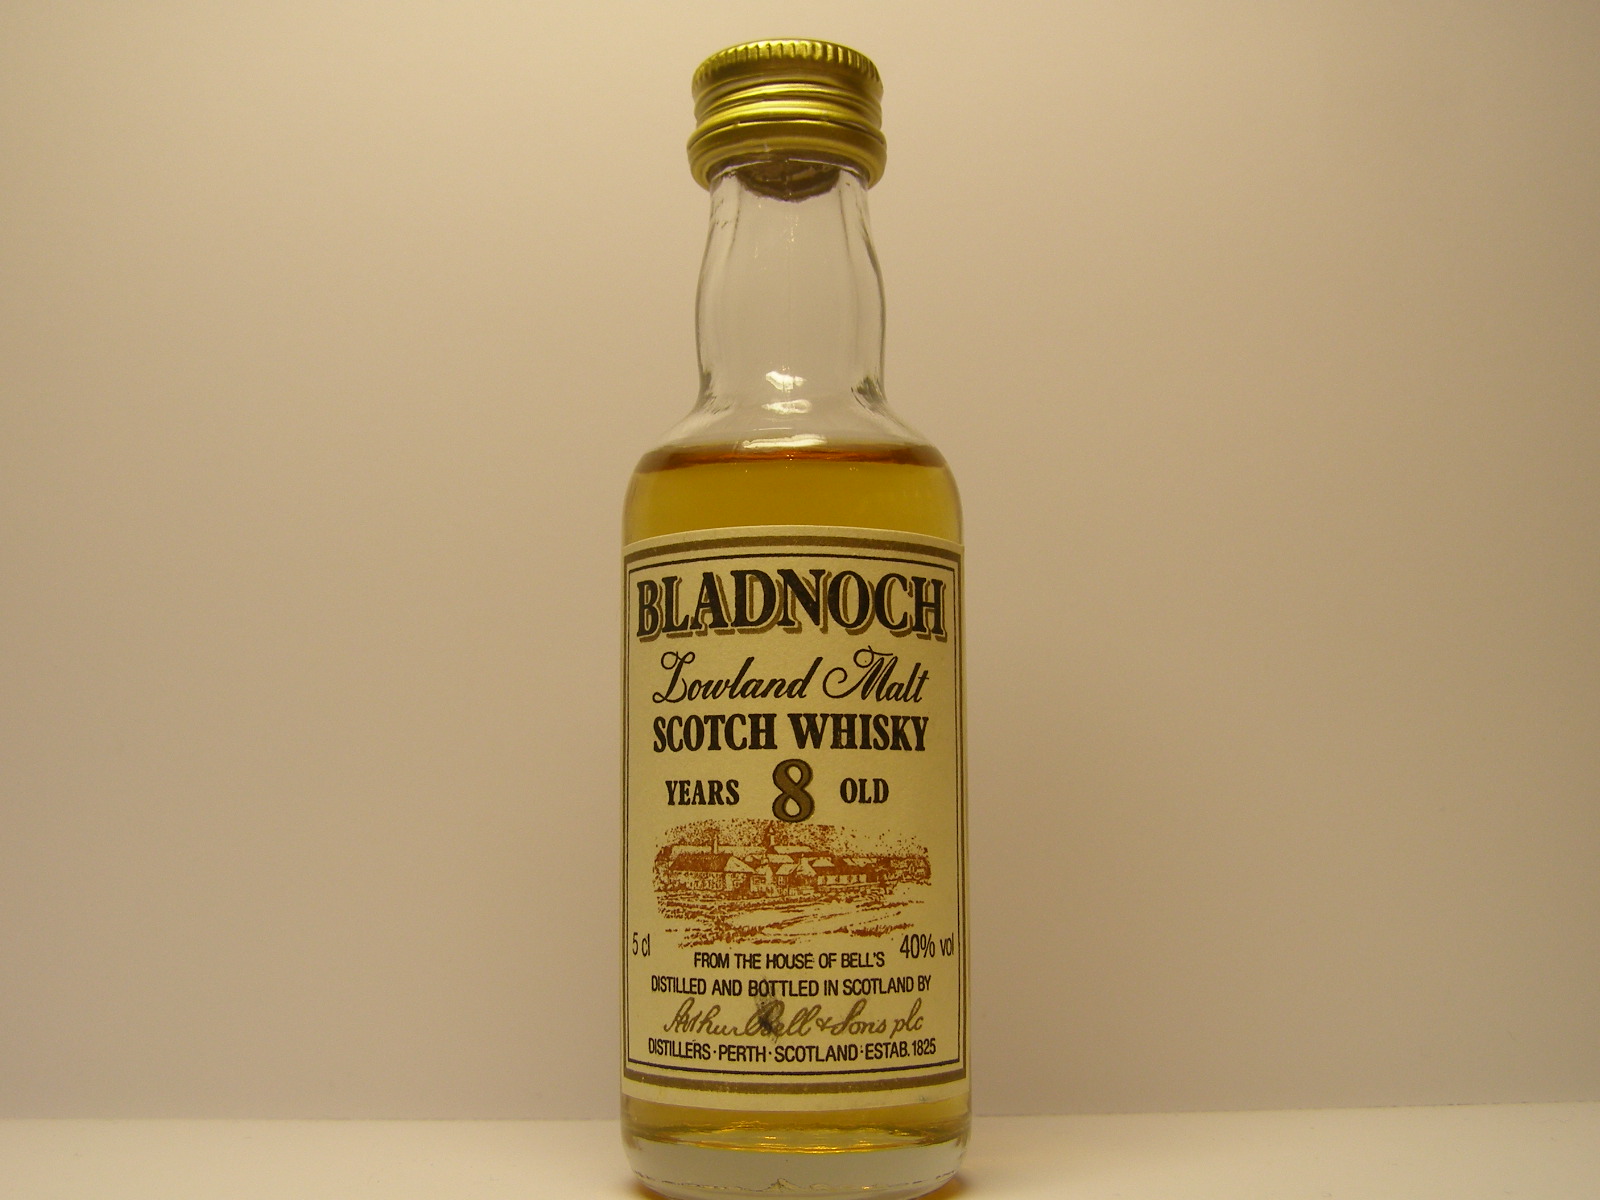 BLADNOCH
Lowland Malt
SCOTCH WHISKY
YEARS 8 OLD
5 cl 40% vol
FROM THE HOUSE OF BELL'S
DISTILLED AND BOTTLED IN SCOTLAND BY
Arthur Bell & Sons plc
DISTILLERS · PERTH · SCOTLAND · ESTAB. 1825